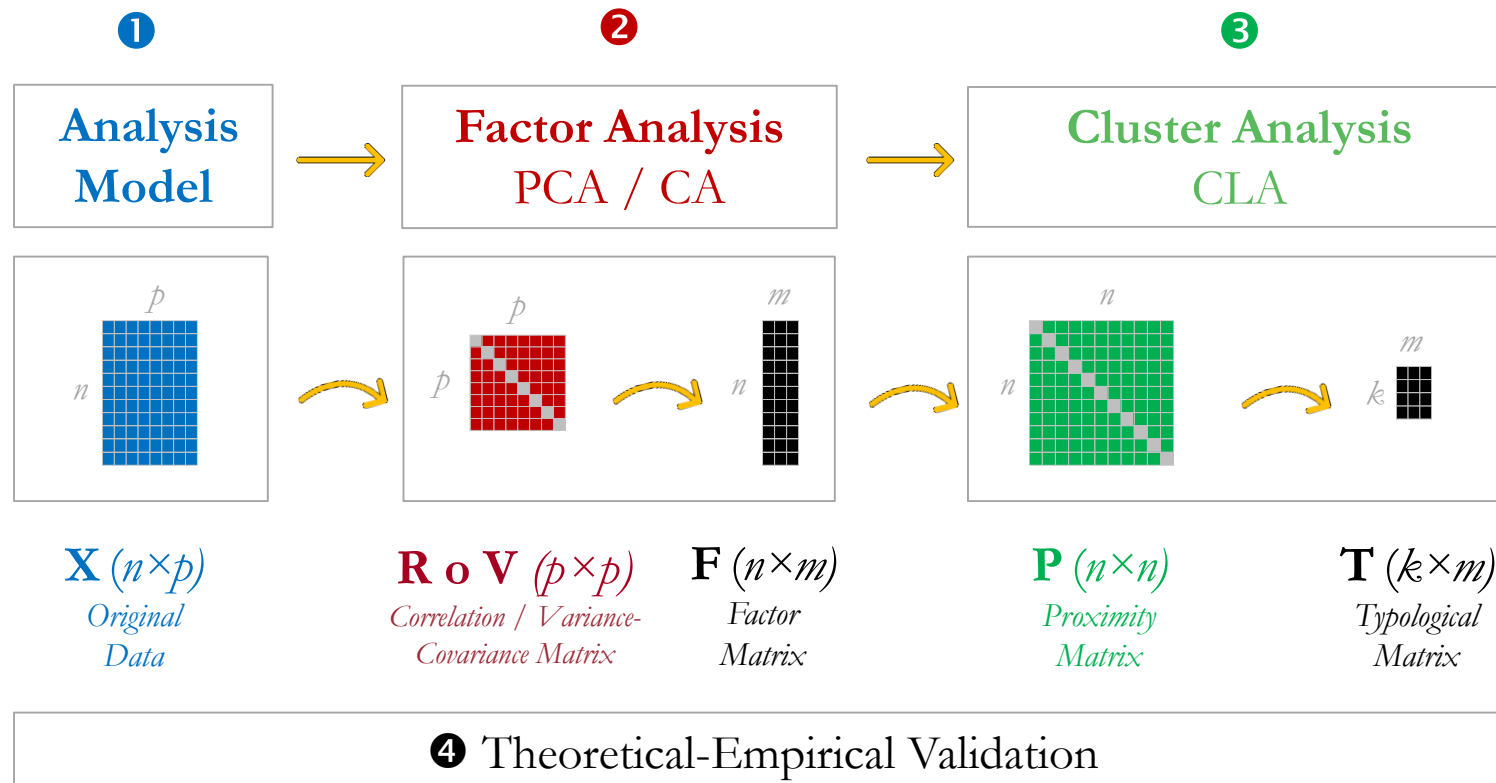 ❶
❷
❸
Analysis
Model
Factor Analysis
PCA / CA
Cluster Analysis
CLA
p
n
p
p
m
n
n
n
m
k
X (n×p)
Original
Data
R o V (p×p)
Correlation / Variance-
Covariance Matrix
F (n×m)
Factor
Matrix
P (n×n)
Proximity
Matrix
T (k×m)
Typological
Matrix
❹ Theoretical-Empirical Validation